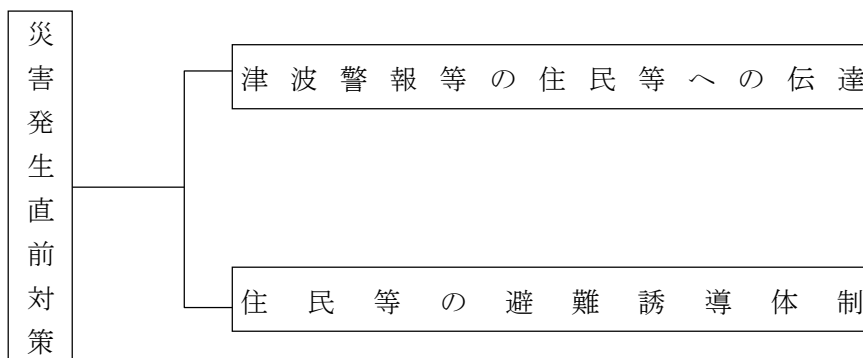 災害発生直前対策
津波警報等の住民等への伝達
住民等の避難誘導体制